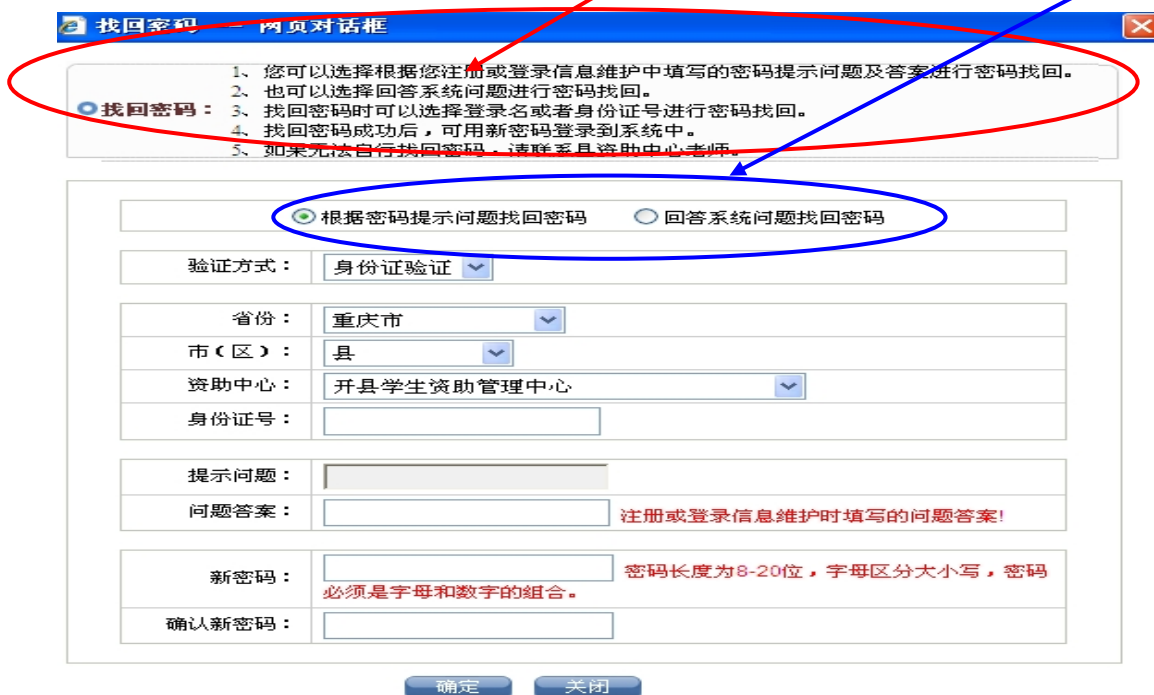 找回密码 -- 网页对话框
1、您可以选择根据您注册或登录信息维护中填写的密码提示问题及答案进行密码找回。
2、也可以选择回答系统问题进行密码找回。
找回密码： 3、找回密码时可以选择登录名或者身份证号进行密码找回。
4、找回密码成功后，可用新密码登录到系统中。
5、如果无法自行找回密码，请联系县资助中心老师。
根据密码提示问题找回密码 回答系统问题找回密码
验证方式： 身份证验证
省份： 重庆市
市（区）： 县
资助中心： 开县学生资助管理中心
身份证号：
提示问题：
问题答案： 注册或登录信息维护时填写的问题答案!
新密码： 密码长度为8-20位，字母区分大小写，密码
必须是字母和数字的组合。
确认新密码：
确定 关闭